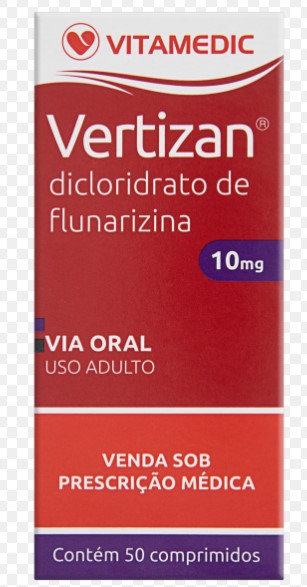 VITAMEDIC
Vertizan®
dicloridrato de
flunarizina
10mg
VIA ORAL
USO ADULTO
VENDA SOB
PRESCRIÇÃO MÉDICA
Contém 50 comprimidos